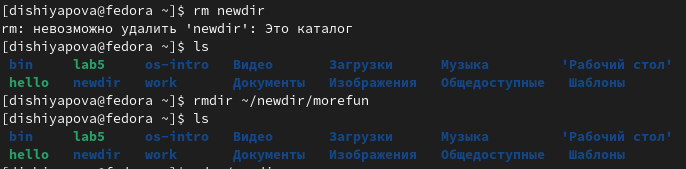 [dishiyapova@fedora ~]$ rm newdir
rm: невозможно удалить 'newdir': Это каталог
[dishiyapova@fedora ~]$ ls
bin lab5 os-intro Видео Загрузки Музыка 'Рабочий стол'
hello newdir work Документы Изображения Общедоступные Шаблоны
[dishiyapova@fedora ~]$ rmdir ~/newdir/morefun
[dishiyapova@fedora ~]$ ls
bin lab5 os-intro Видео Загрузки Музыка 'Рабочий стол'
hello newdir work Документы Изображения Общедоступные Шаблоны